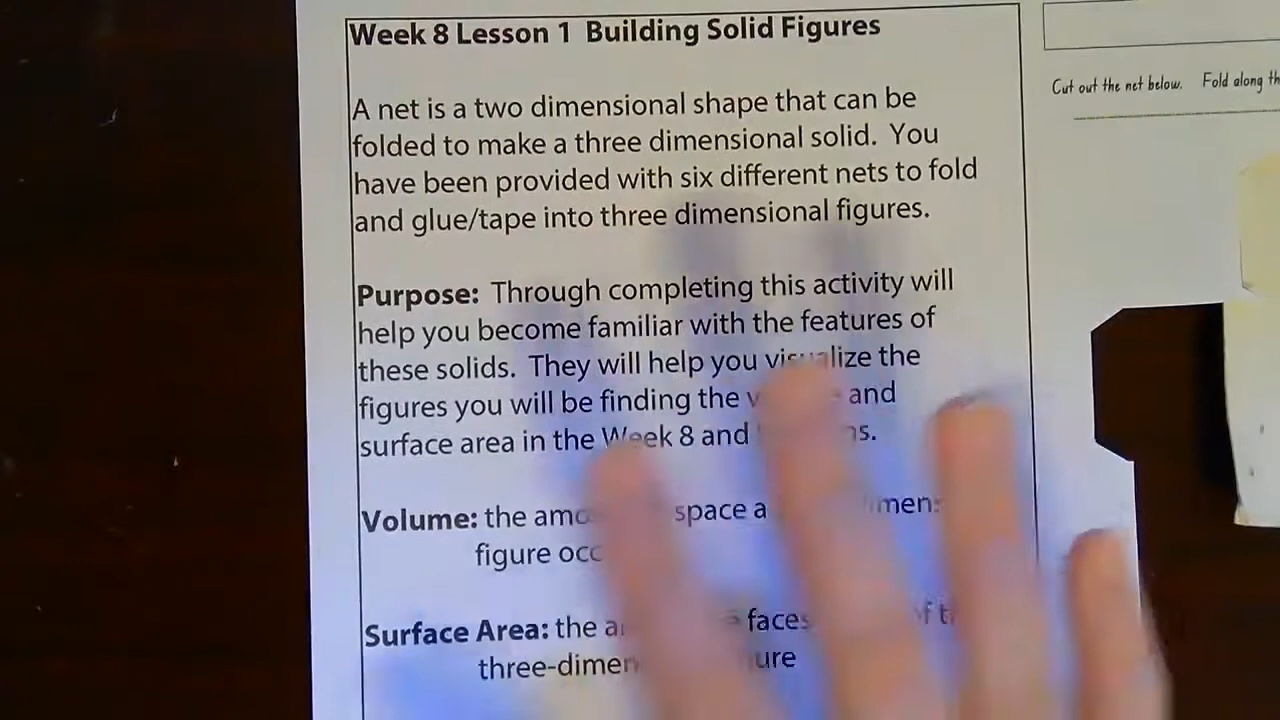 Week 8 Lesson 1 Building Solid Figures
A net is a two dimensional shape that can be
folded to make a three dimensional solid. You
have been provided with six different nets to fold
and glue/tape into three dimensional figures.
Purpose: Through completing this activity will
help you become familiar with the features of
these solids. They will help you visualize the
figures you will be finding the and
surface area in the Week 8 and
Volume: the space a
figure
Surface Area: the faces
Cut out the net below. Fold along